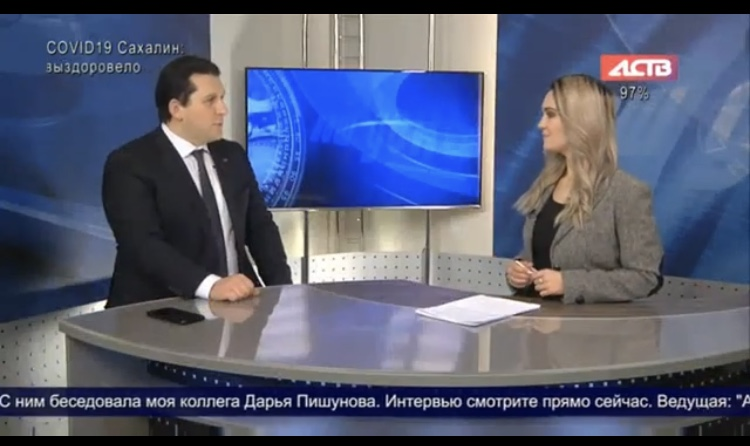 COVID19 Сахалин:
выздоровело
АСТВ
97%
С ним беседовала моя коллега Дарья Пишунова. Интервью смотрите прямо сейчас. Ведущая: "А